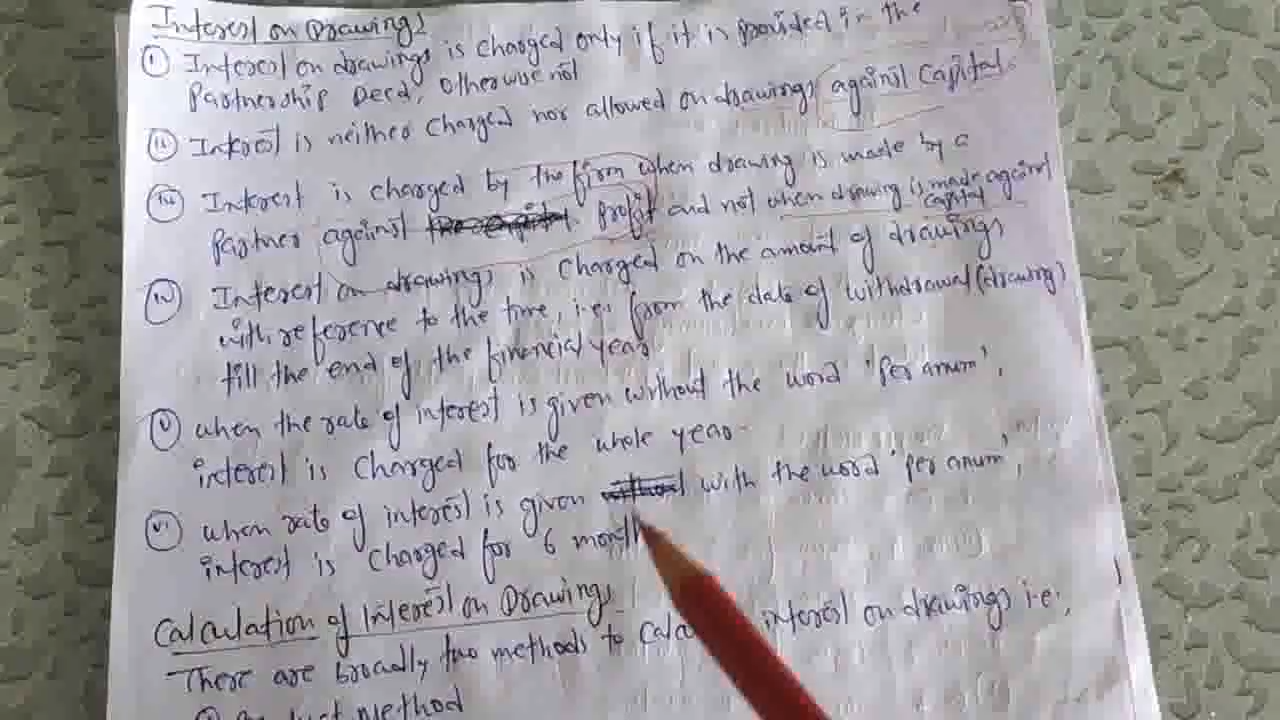 Interest on Drawings
(i) Interest on drawings is charged only if it is provided in the
Partnership Deed, otherwise not
(ii) Interest is neither charged nor allowed on drawings against Capital.
(iii) Interest is charged by the firm when drawing is made by a
Partner against Profit and not when drawing is made against
capital
(iv) Interest on drawings is charged on the amount of drawings
with reference to the time, i.e. from the date of withdrawal (drawing)
till the end of the financial year
(v) when the rate of interest is given without the word 'per anum',
interest is charged for the whole year.
(vi) when rate of interest is given with the word 'per anum',
interest is charged for 6 month
Calculation of Interest on Drawings
There are broadly two methods to calc interest on drawings i.e.,
method